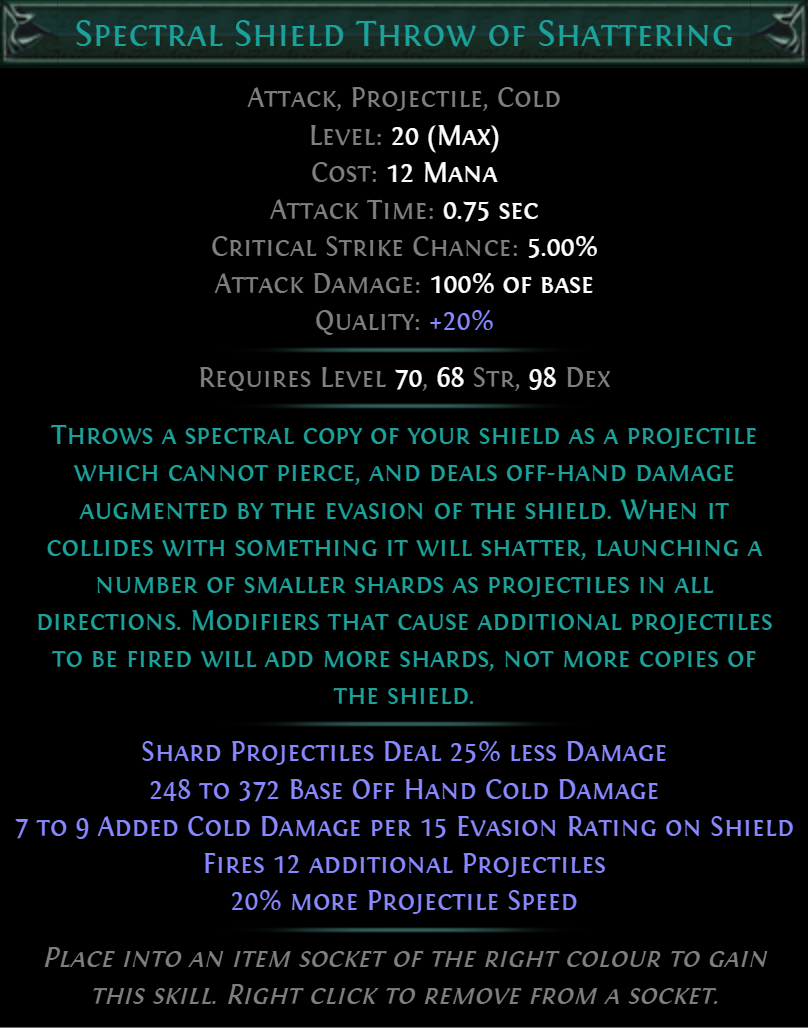 Spectral Shield Throw of Shattering
Attack, Projectile, Cold
Level: 20 (Max)
Cost: 12 Mana
Attack Time: 0.75 sec
Critical Strike Chance: 5.00%
Attack Damage: 100% of base
Quality: +20%
Requires Level 70, 68 Str, 98 Dex
Throws a spectral copy of your shield as a projectile
which cannot pierce, and deals off-hand damage
augmented by the evasion of the shield. When it
collides with something it will shatter, launching a
number of smaller shards as projectiles in all
directions. Modifiers that cause additional projectiles
to be fired will add more shards, not more copies of
the shield.
Shard Projectiles Deal 25% less Damage
248 to 372 Base Off Hand Cold Damage
7 to 9 Added Cold Damage per 15 Evasion Rating on Shield
Fires 12 additional Projectiles
20% more Projectile Speed
Place into an item socket of the right colour to gain
this skill. Right click to remove from a socket.